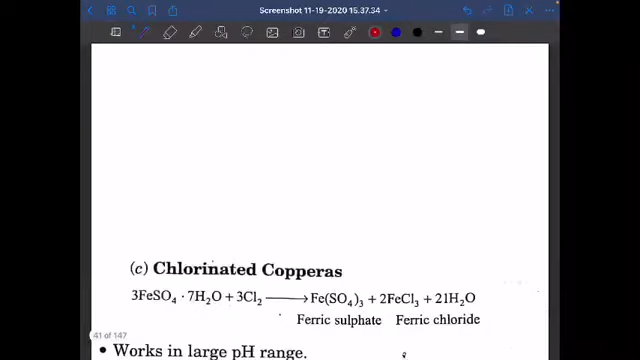 Screenshot 11-19-2020 15.37.34
(c) Chlorinated Copperas
3FeSO₄ · 7H₂O + 3Cl₂ ⟶ Fe(SO₄)₃ + 2FeCl₃ + 21H₂O
Ferric sulphate Ferric chloride
41 of 147
• Works in large pH range.